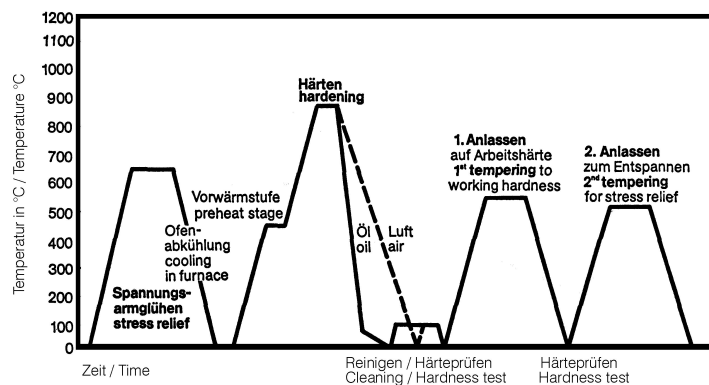 1200
1100
1000
900
800
700
600
500
400
300
200
100
0
Temperatur in °C / Temperature °C
Härten
hardening
1. Anlassen
auf Arbeitshärte
1st tempering to
working hardness
2. Anlassen
zum Entspannen
2nd tempering
for stress relief
Vorwärmstufe
preheat stage
Ofen-
abkühlung
cooling
in furnace
Öl
oil
Luft
air
Spannungs-
armglühen
stress relief
Zeit / Time
Reinigen / Härteprüfen
Cleaning / Hardness test
Härteprüfen
Hardness test